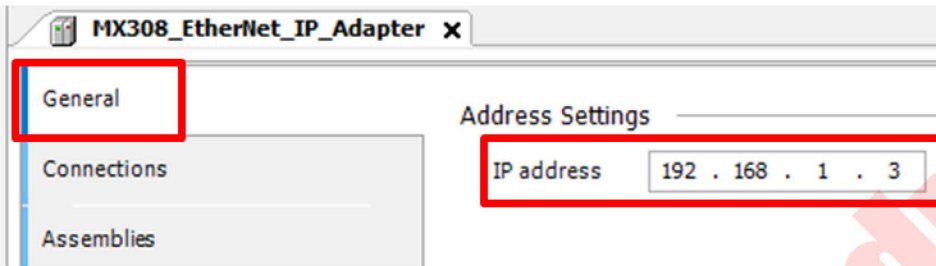 MX308_EtherNet_IP_Adapter X
General
Address Settings
IP address 192 . 168 . 1 . 3
Connections
Assemblies